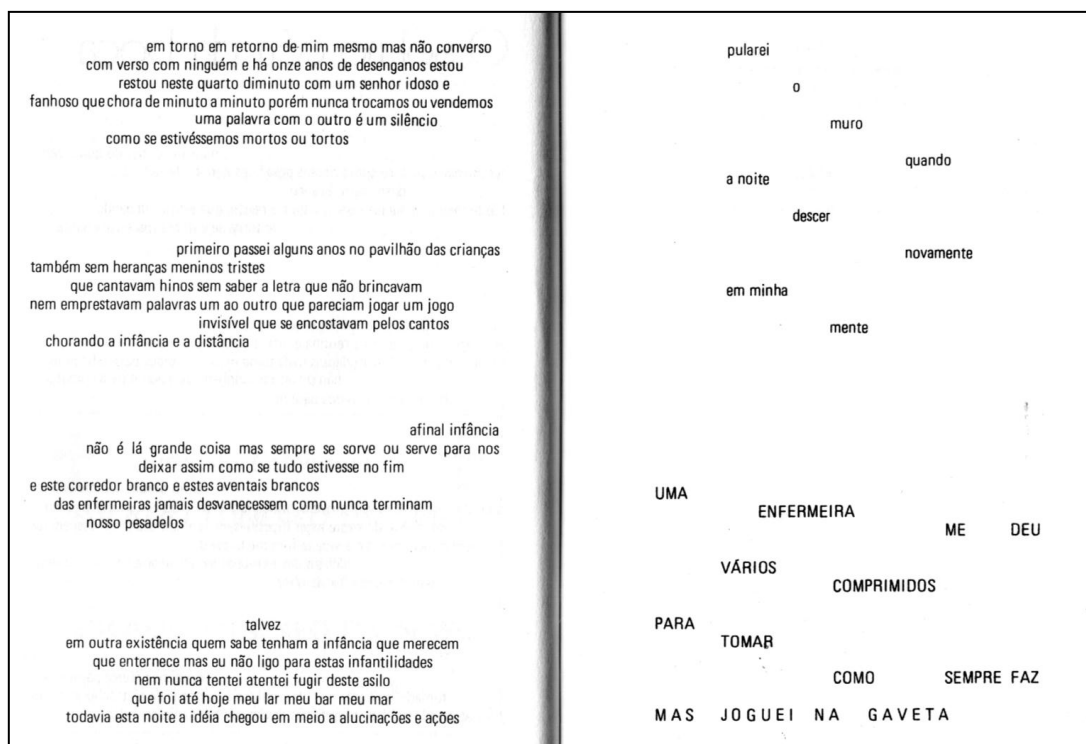 em torno em retorno de mim mesmo mas não converso
com verso com ninguém e há onze anos de desenganos estou
restou neste quarto diminuto com um senhor idoso e
fanhoso que chora de minuto a minuto porém nunca trocamos ou vendemos
uma palavra com o outro é um silêncio
como se estivéssemos mortos ou tortos
primeiro passei alguns anos no pavilhão das crianças
também sem heranças meninos tristes
que cantavam hinos sem saber a letra que não brincavam
nem emprestavam palavras um ao outro que pareciam jogar um jogo
invisível que se encostavam pelos cantos
chorando a infância e a distância
afinal infância
não é lá grande coisa mas sempre se sorve ou serve para nos
deixar assim como se tudo estivesse no fim
e este corredor branco e estes aventais brancos
das enfermeiras jamais desvanecessem como nunca terminam
nosso pesadelos
talvez
em outra existência quem sabe tenham a infância que merecem
que enternece mas eu não ligo para estas infantilidades
nem nunca tentei atentei fugir deste asilo
que foi até hoje meu lar meu bar meu mar
todavia esta noite a idéia chegou em meio a alucinações e ações
pularei
o
muro
quando
a noite
descer
novamente
em minha
mente
UMA
ENFERMEIRA
ME DEU
VÁRIOS
COMPRIMIDOS
PARA
TOMAR
COMO SEMPRE FAZ
MAS JOGUEI NA GAVETA